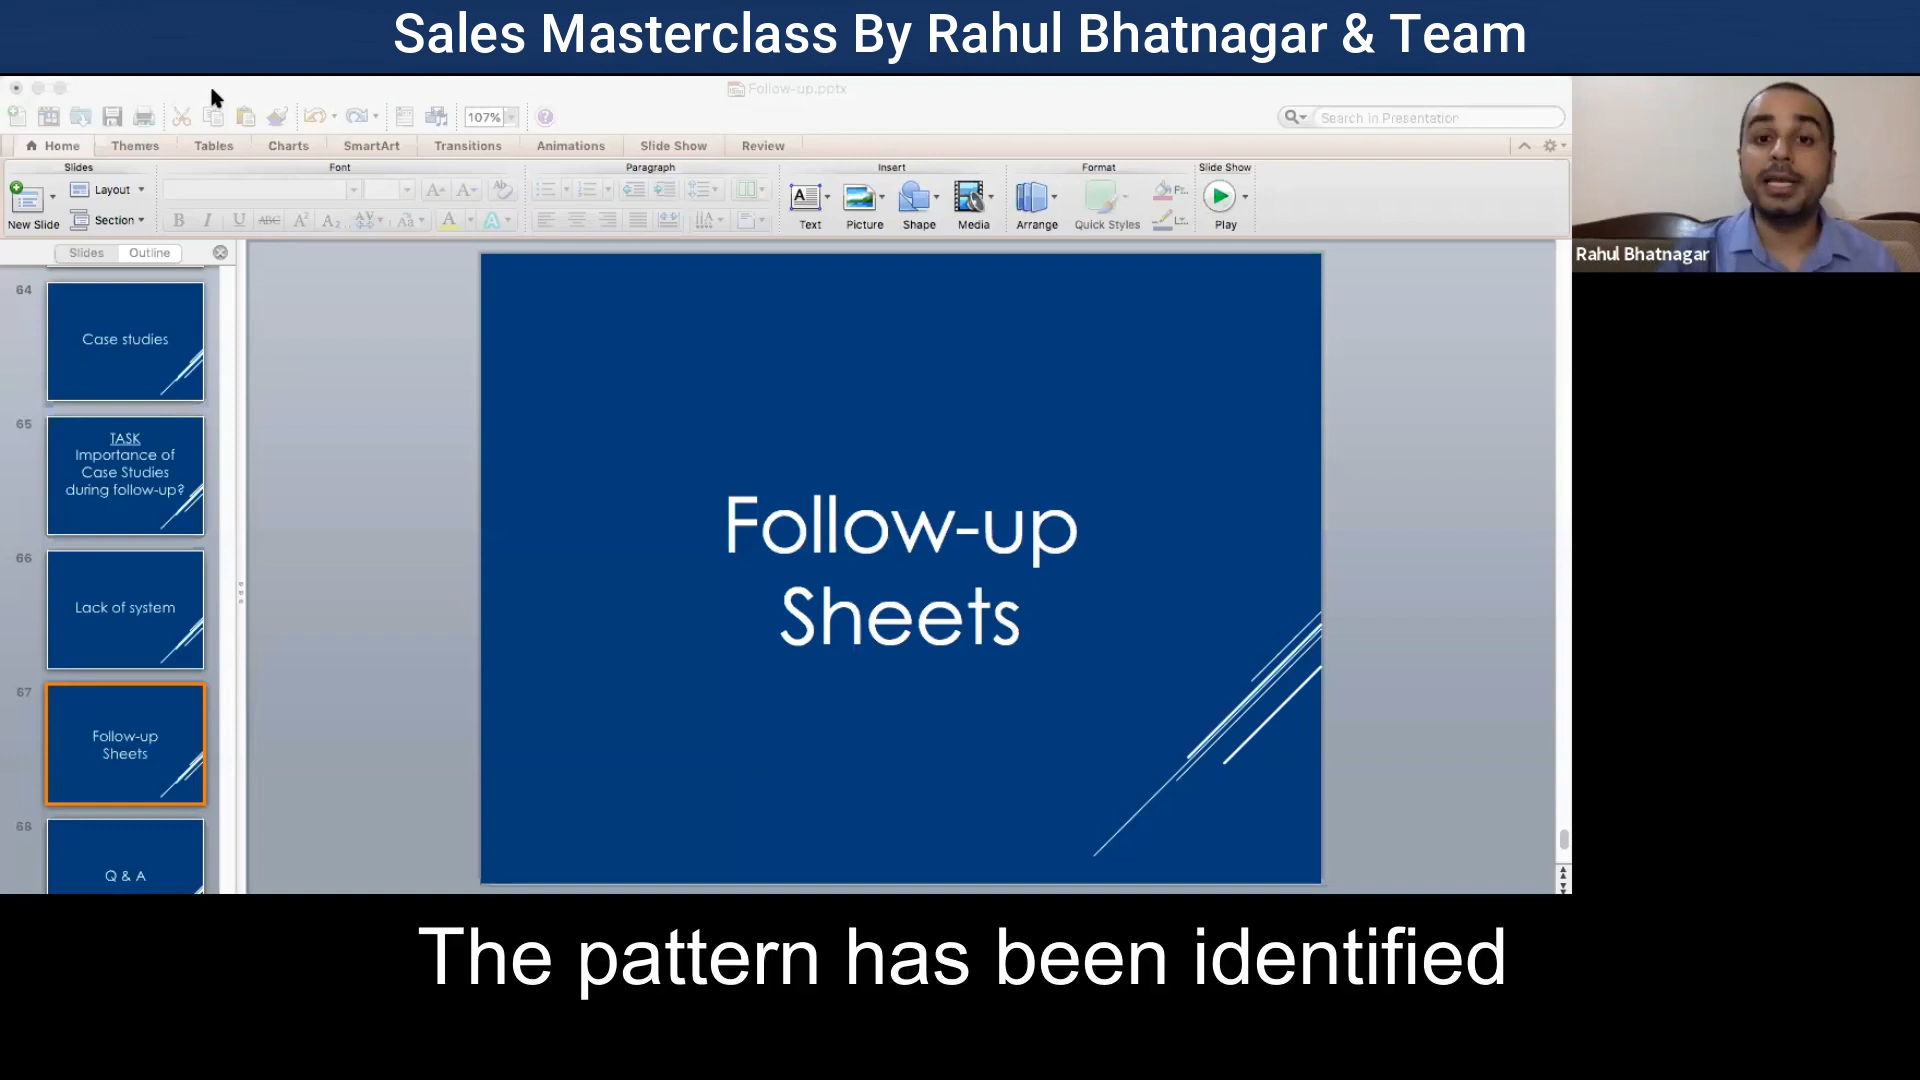 Sales Masterclass By Rahul Bhatnagar & Team
Follow-up.pptx
107%
Search in Presentation
Home
Themes
Tables
Charts
SmartArt
Transitions
Animations
Slide Show
Review
Slides
Font
Paragraph
Insert
Format
Slide Show
New Slide
Layout
Section
Text
Picture
Shape
Media
Arrange
Quick Styles
Play
Slides
Outline
64
Case studies
65
TASK
Importance of
Case Studies
during follow-up?
66
Lack of system
67
Follow-up
Sheets
68
Q & A
Follow-up
Sheets
Rahul Bhatnagar
The pattern has been identified